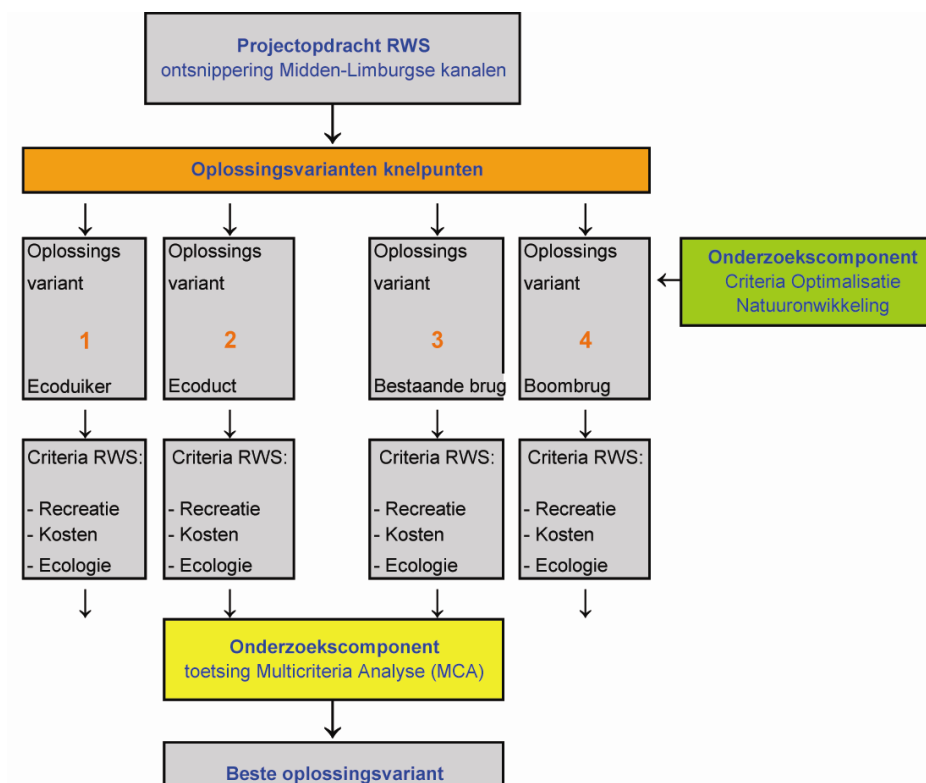 Projectopdracht RWS
ontsnippering Midden-Limburgse kanalen
Oplossingsvarianten knelpunten
Oplossings
variant
1
Ecoduiker
Oplossings
variant
2
Ecoduct
Oplossings
variant
3
Bestaande brug
Oplossings
variant
4
Boombrug
Onderzoekscomponent
Criteria Optimalisatie
Natuuronwikkeling
Criteria RWS:
- Recreatie
- Kosten
- Ecologie
Criteria RWS:
- Recreatie
- Kosten
- Ecologie
Criteria RWS:
- Recreatie
- Kosten
- Ecologie
Criteria RWS:
- Recreatie
- Kosten
- Ecologie
Onderzoekscomponent
toetsing Multicriteria Analyse (MCA)
Beste oplossingsvariant